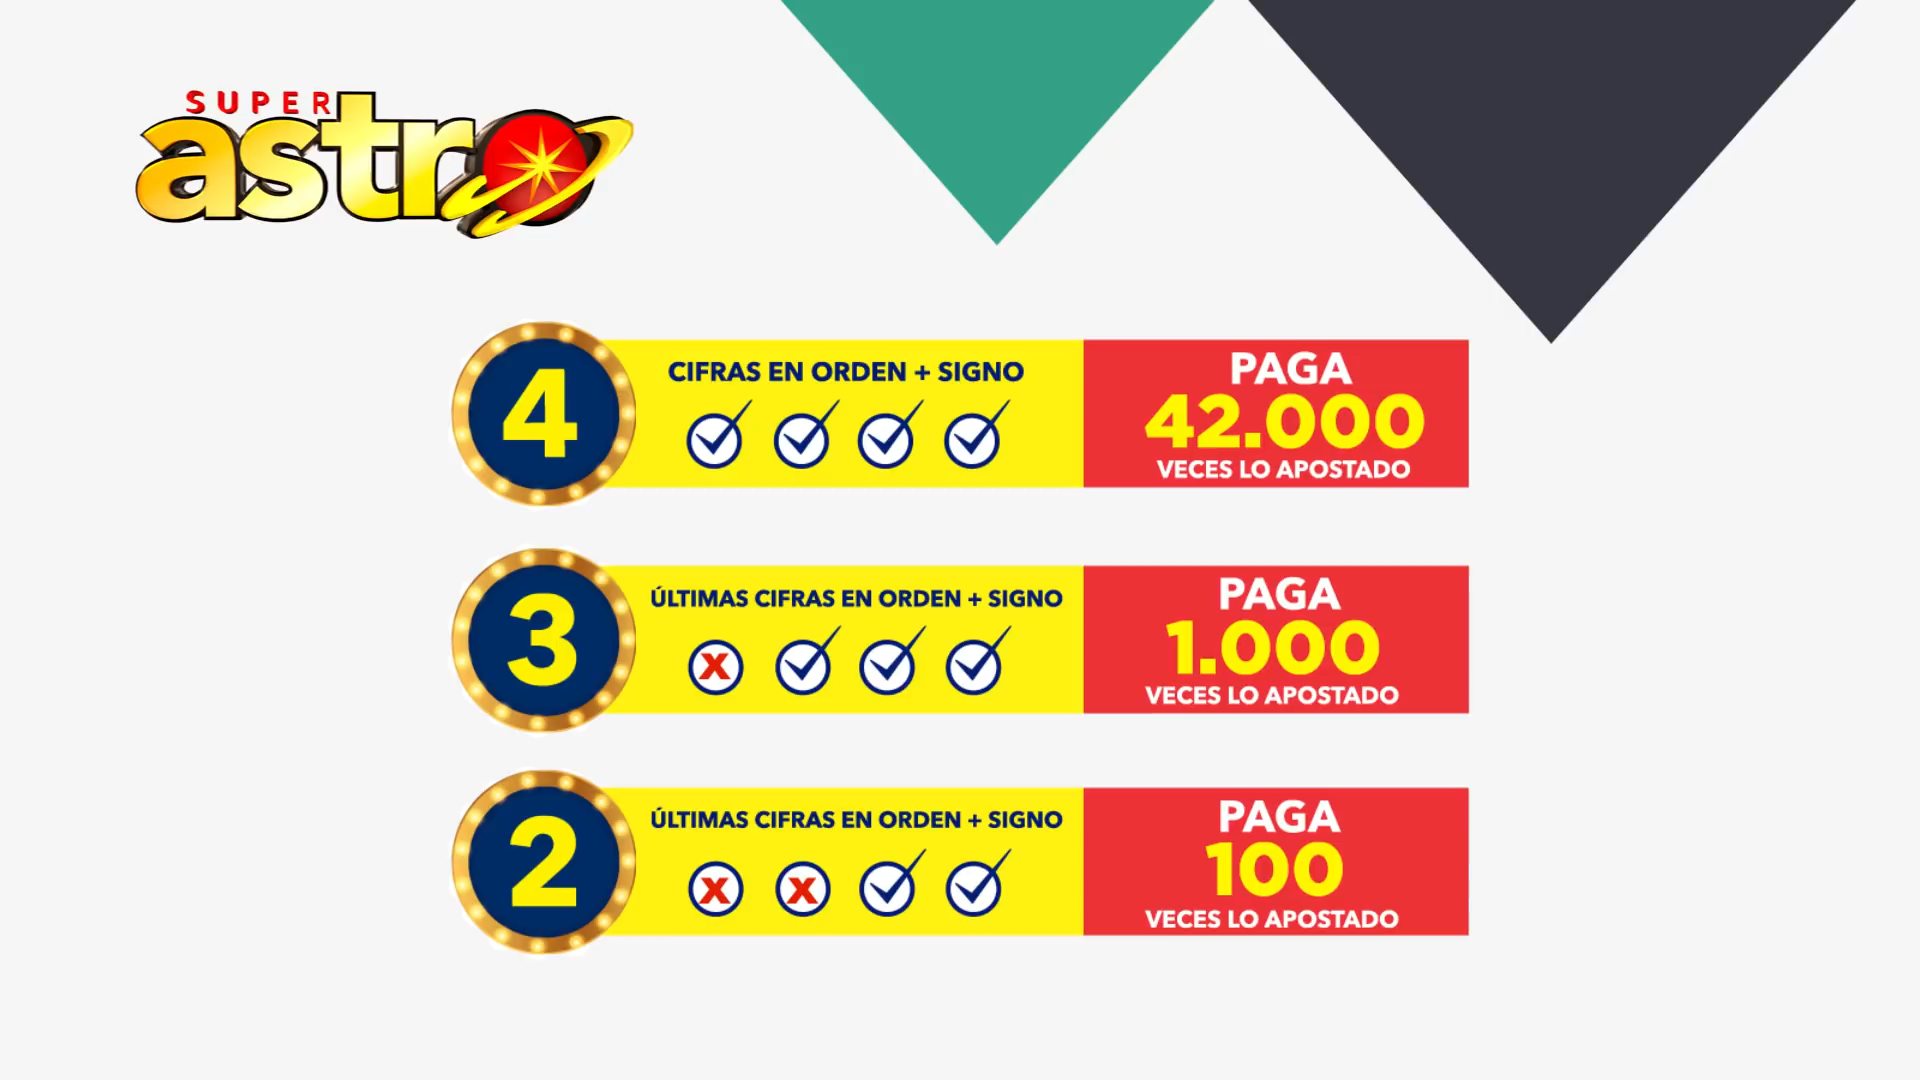 SUPER
astro
4
CIFRAS EN ORDEN + SIGNO
PAGA
42.000
VECES LO APOSTADO
3
ÚLTIMAS CIFRAS EN ORDEN + SIGNO
X
PAGA
1.000
VECES LO APOSTADO
2
ÚLTIMAS CIFRAS EN ORDEN + SIGNO
X X
PAGA
100
VECES LO APOSTADO